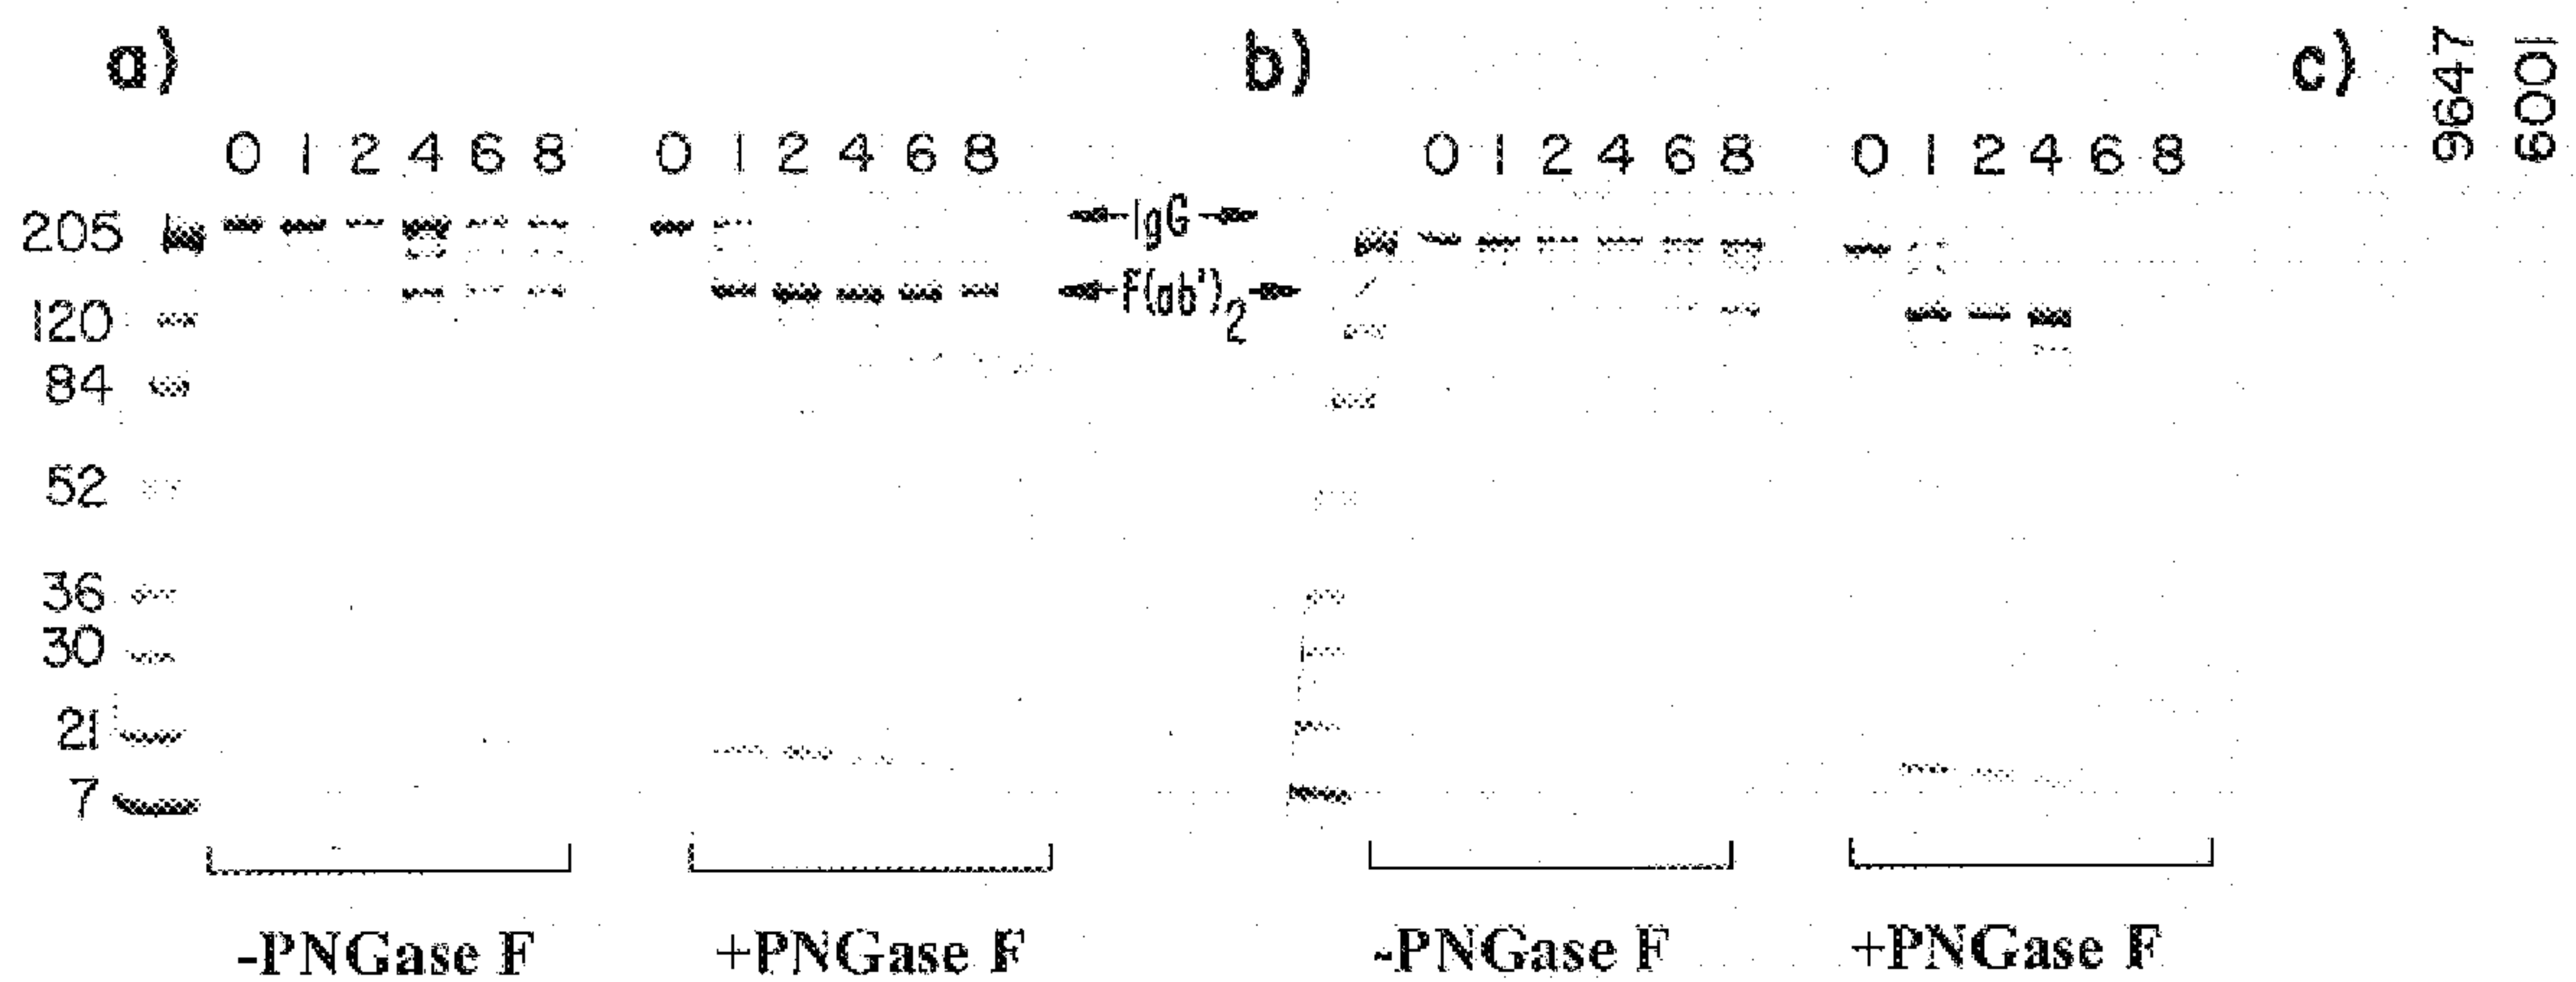 a) b) c) 9647 6001
0 1 2 4 6 8 0 1 2 4 6 8 0 1 2 4 6 8 0 1 2 4 6 8
205 IgG
F(ab')2
120
84
52
36
30
21
7
-PNGase F +PNGase F -PNGase F +PNGase F